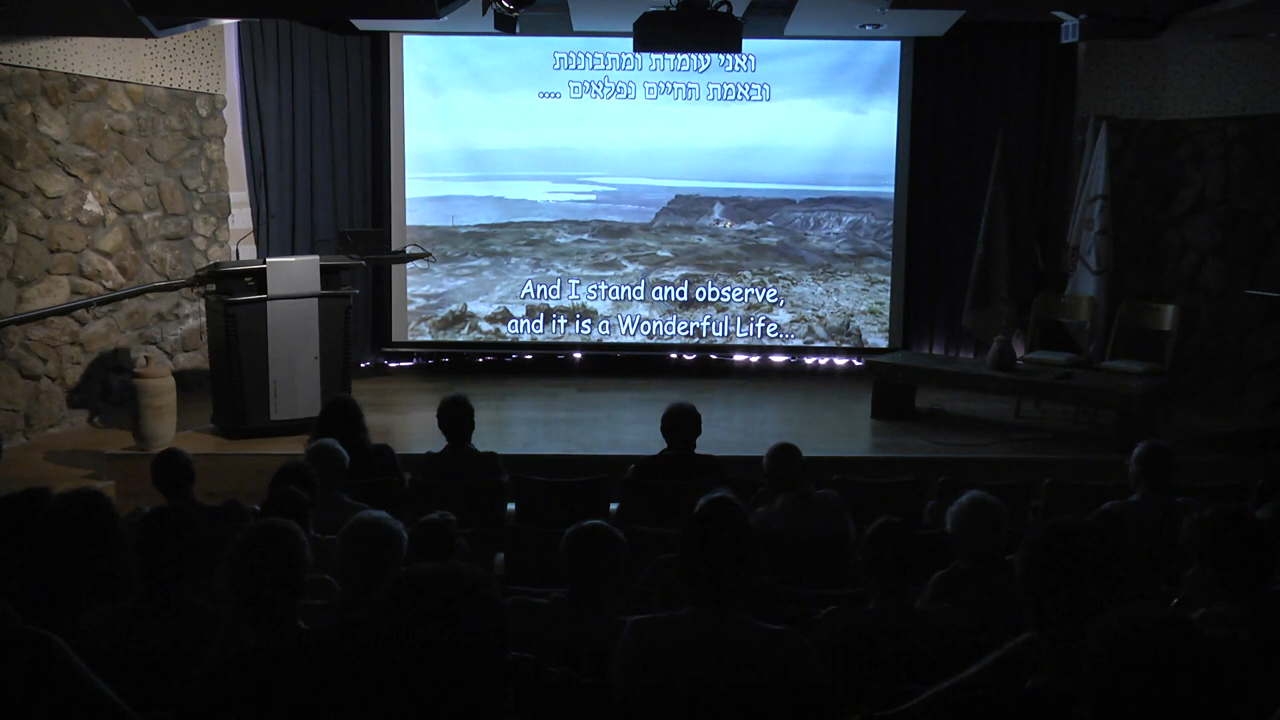 ואני עומדת ומתבוננת
ובאמת החיים נפלאים ....
And I stand and observe,
and it is a Wonderful Life...